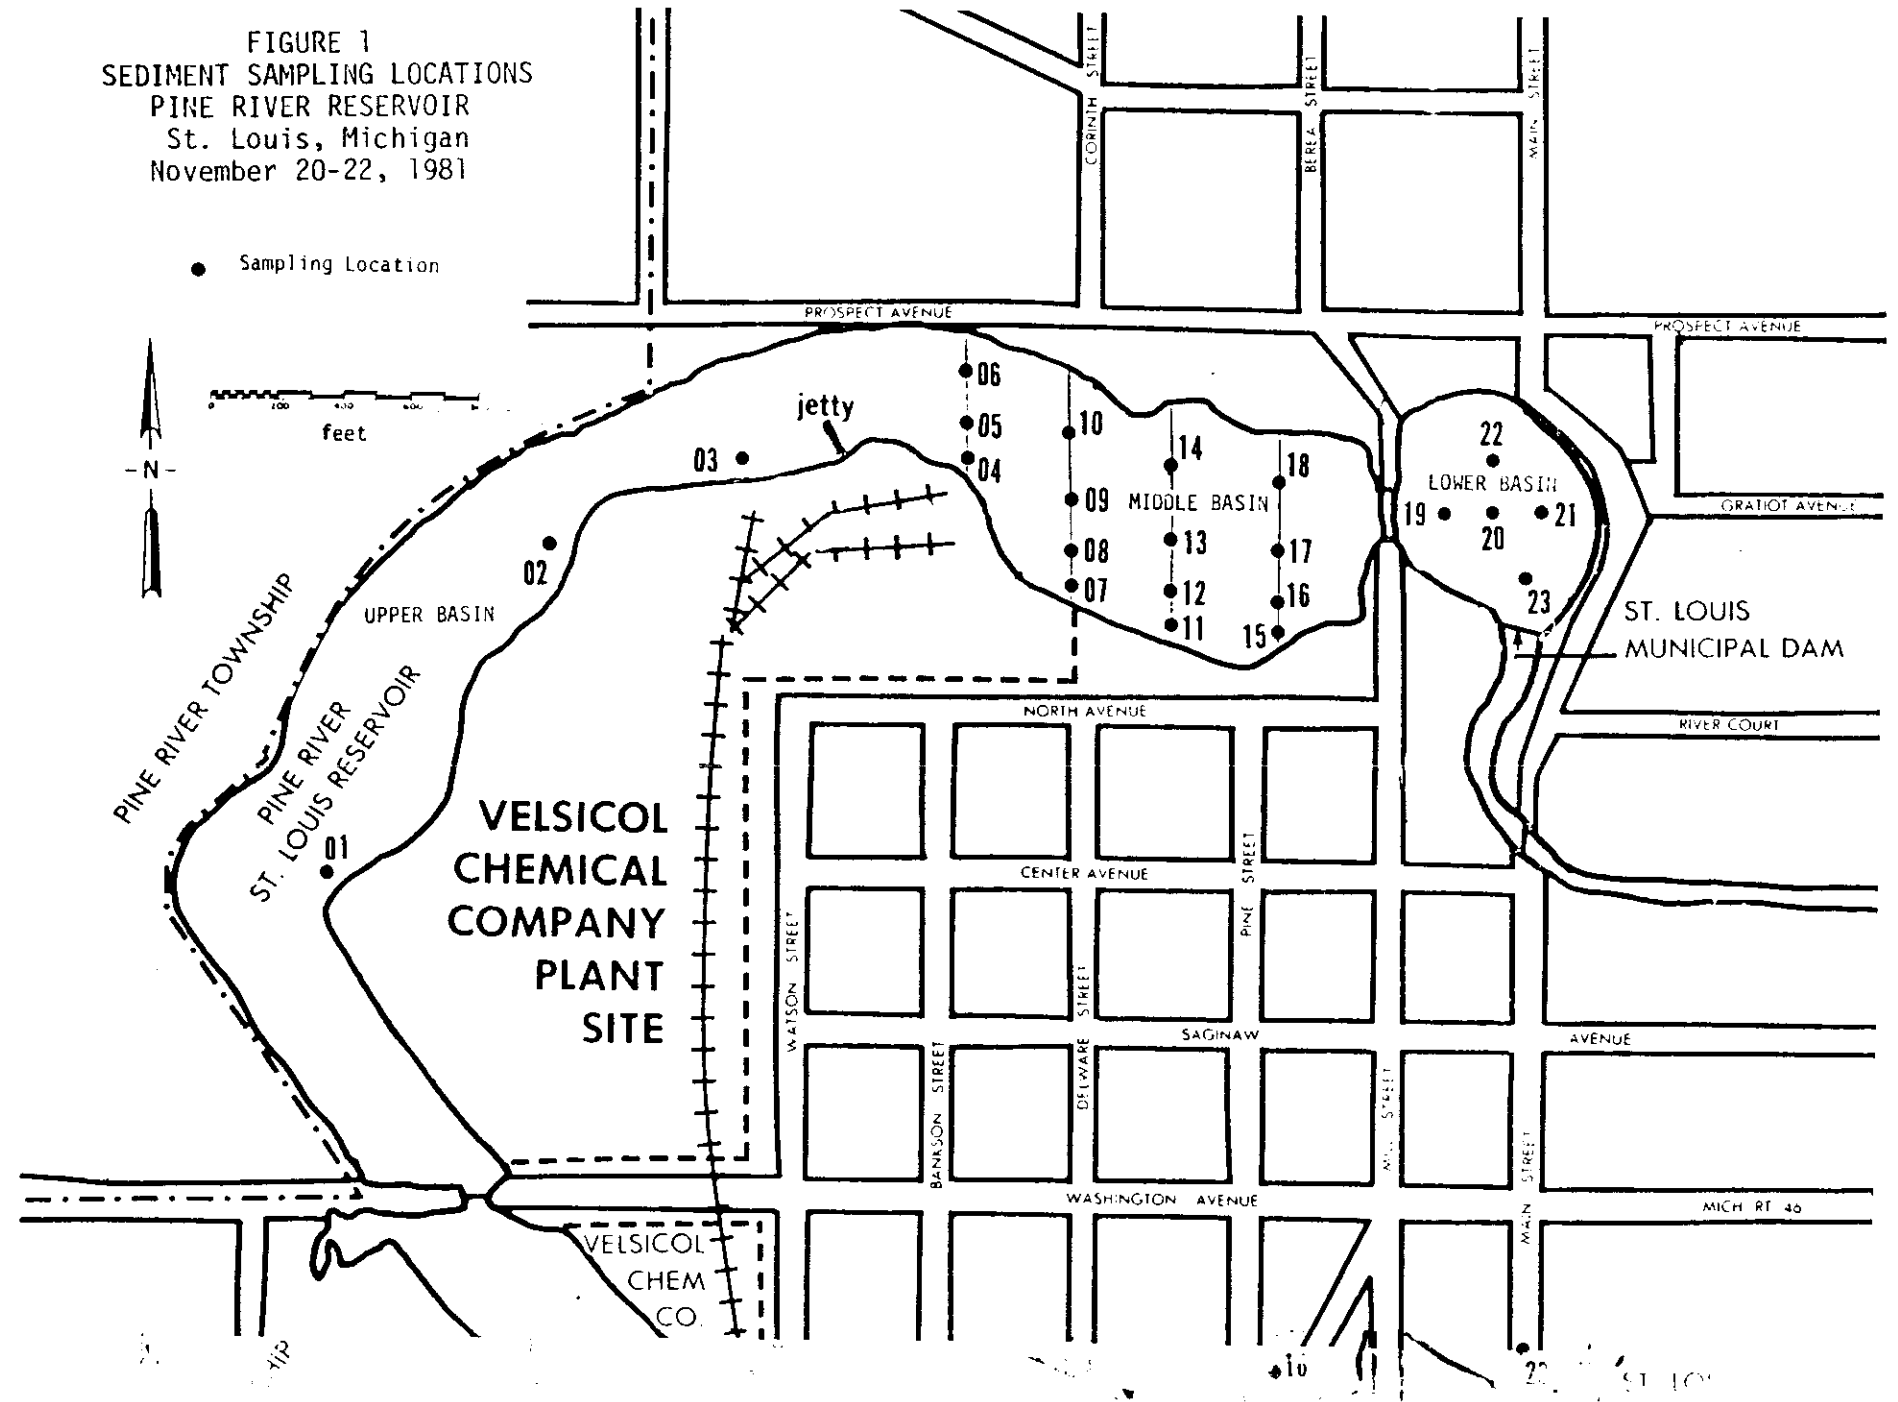 FIGURE 1
SEDIMENT SAMPLING LOCATIONS
PINE RIVER RESERVOIR
St. Louis, Michigan
November 20-22, 1981
Sampling Location
feet
-N-
CORINTH STREET
BEREA STREET
MAIN STREET
PROSPECT AVENUE
PROSPECT AVENUE
jetty
06
05
04
03
02
01
10
09
08
07
14
13
12
11
18
17
16
15
MIDDLE BASIN
22
LOWER BASIN
19
20
21
23
GRATIOT AVENUE
ST. LOUIS
MUNICIPAL DAM
UPPER BASIN
PINE RIVER TOWNSHIP
PINE RIVER
ST. LOUIS RESERVOIR
NORTH AVENUE
RIVER COURT
VELSICOL
CHEMICAL
COMPANY
PLANT
SITE
CENTER AVENUE
PINE STREET
WATSON STREET
DELWARE STREET
SAGINAW AVENUE
BANKSON STREET
MILL STREET
MAIN STREET
WASHINGTON AVENUE
MICH RT 46
VELSICOL
CHEM
CO.